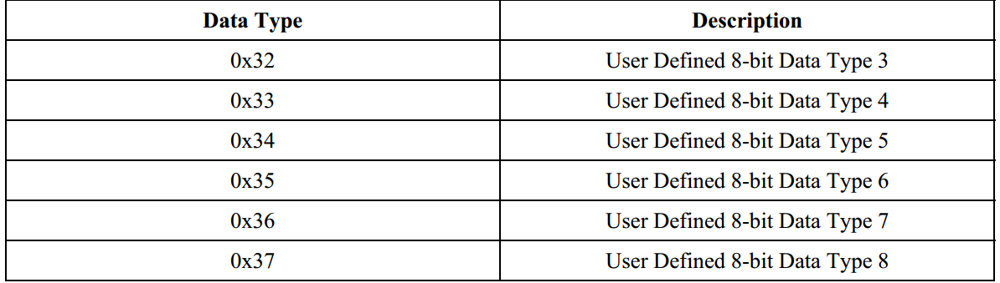 Data Type Description
0x32 User Defined 8-bit Data Type 3
0x33 User Defined 8-bit Data Type 4
0x34 User Defined 8-bit Data Type 5
0x35 User Defined 8-bit Data Type 6
0x36 User Defined 8-bit Data Type 7
0x37 User Defined 8-bit Data Type 8